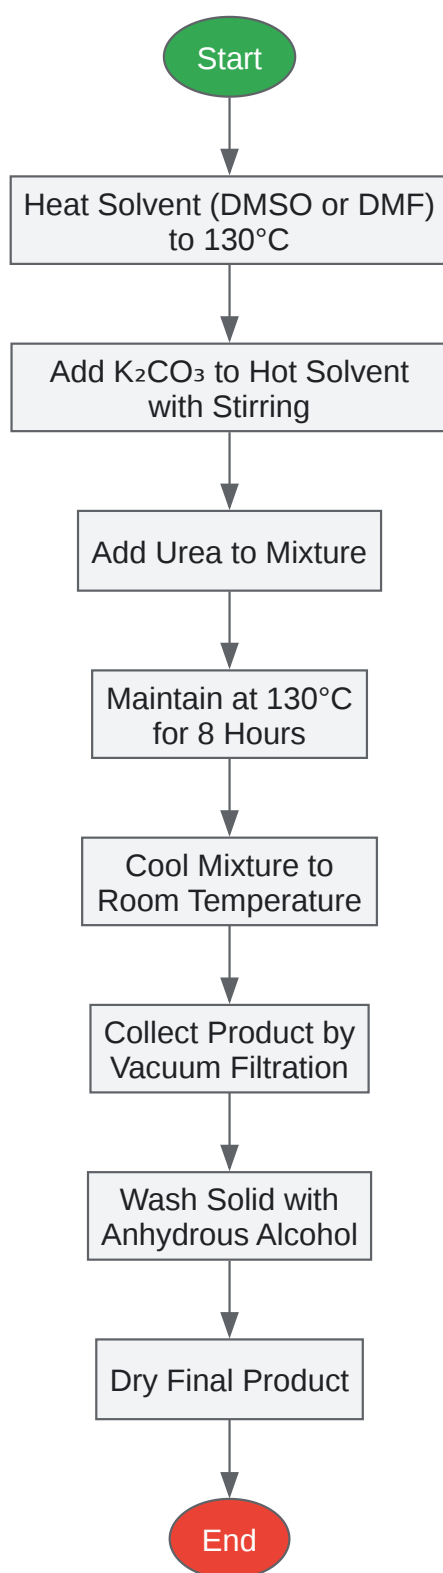 Start
Heat Solvent (DMSO or DMF)
to 130°C
Add K₂CO₃ to Hot Solvent
with Stirring
Add Urea to Mixture
Maintain at 130°C
for 8 Hours
Cool Mixture to
Room Temperature
Collect Product by
Vacuum Filtration
Wash Solid with
Anhydrous Alcohol
Dry Final Product
End